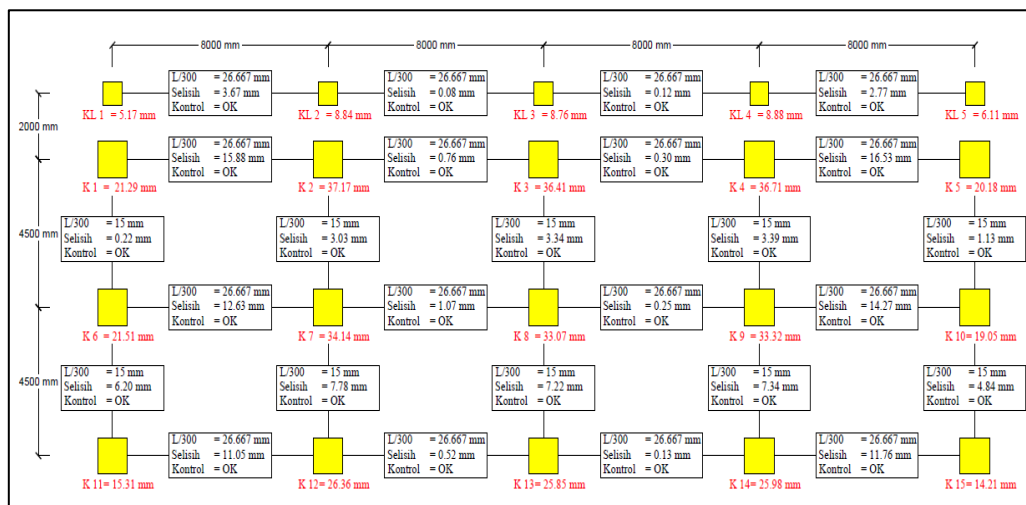 8000 mm
8000 mm
8000 mm
8000 mm
L/300 = 26.667 mm
Selisih = 3.67 mm
Kontrol = OK
L/300 = 26.667 mm
Selisih = 0.08 mm
Kontrol = OK
L/300 = 26.667 mm
Selisih = 0.12 mm
Kontrol = OK
L/300 = 26.667 mm
Selisih = 2.77 mm
Kontrol = OK
KL 1 = 5.17 mm
KL 2 = 8.84 mm
KL 3 = 8.76 mm
KL 4 = 8.88 mm
KL 5 = 6.11 mm
2000 mm
L/300 = 26.667 mm
Selisih = 15.88 mm
Kontrol = OK
L/300 = 26.667 mm
Selisih = 0.76 mm
Kontrol = OK
L/300 = 26.667 mm
Selisih = 0.30 mm
Kontrol = OK
L/300 = 26.667 mm
Selisih = 16.53 mm
Kontrol = OK
K 1 = 21.29 mm
K 2 = 37.17 mm
K 3 = 36.41 mm
K 4 = 36.71 mm
K 5 = 20.18 mm
4500 mm
L/300 = 15 mm
Selisih = 0.22 mm
Kontrol = OK
L/300 = 15 mm
Selisih = 3.03 mm
Kontrol = OK
L/300 = 15 mm
Selisih = 3.34 mm
Kontrol = OK
L/300 = 15 mm
Selisih = 3.39 mm
Kontrol = OK
L/300 = 15 mm
Selisih = 1.13 mm
Kontrol = OK
L/300 = 26.667 mm
Selisih = 12.63 mm
Kontrol = OK
L/300 = 26.667 mm
Selisih = 1.07 mm
Kontrol = OK
L/300 = 26.667 mm
Selisih = 0.25 mm
Kontrol = OK
L/300 = 26.667 mm
Selisih = 14.27 mm
Kontrol = OK
K 6 = 21.51 mm
K 7 = 34.14 mm
K 8 = 33.07 mm
K 9 = 33.32 mm
K 10= 19.05 mm
4500 mm
L/300 = 15 mm
Selisih = 6.20 mm
Kontrol = OK
L/300 = 15 mm
Selisih = 7.78 mm
Kontrol = OK
L/300 = 15 mm
Selisih = 7.22 mm
Kontrol = OK
L/300 = 15 mm
Selisih = 7.34 mm
Kontrol = OK
L/300 = 15 mm
Selisih = 4.84 mm
Kontrol = OK
L/300 = 26.667 mm
Selisih = 11.05 mm
Kontrol = OK
L/300 = 26.667 mm
Selisih = 0.52 mm
Kontrol = OK
L/300 = 26.667 mm
Selisih = 0.13 mm
Kontrol = OK
L/300 = 26.667 mm
Selisih = 11.76 mm
Kontrol = OK
K 11= 15.31 mm
K 12= 26.36 mm
K 13= 25.85 mm
K 14= 25.98 mm
K 15= 14.21 mm